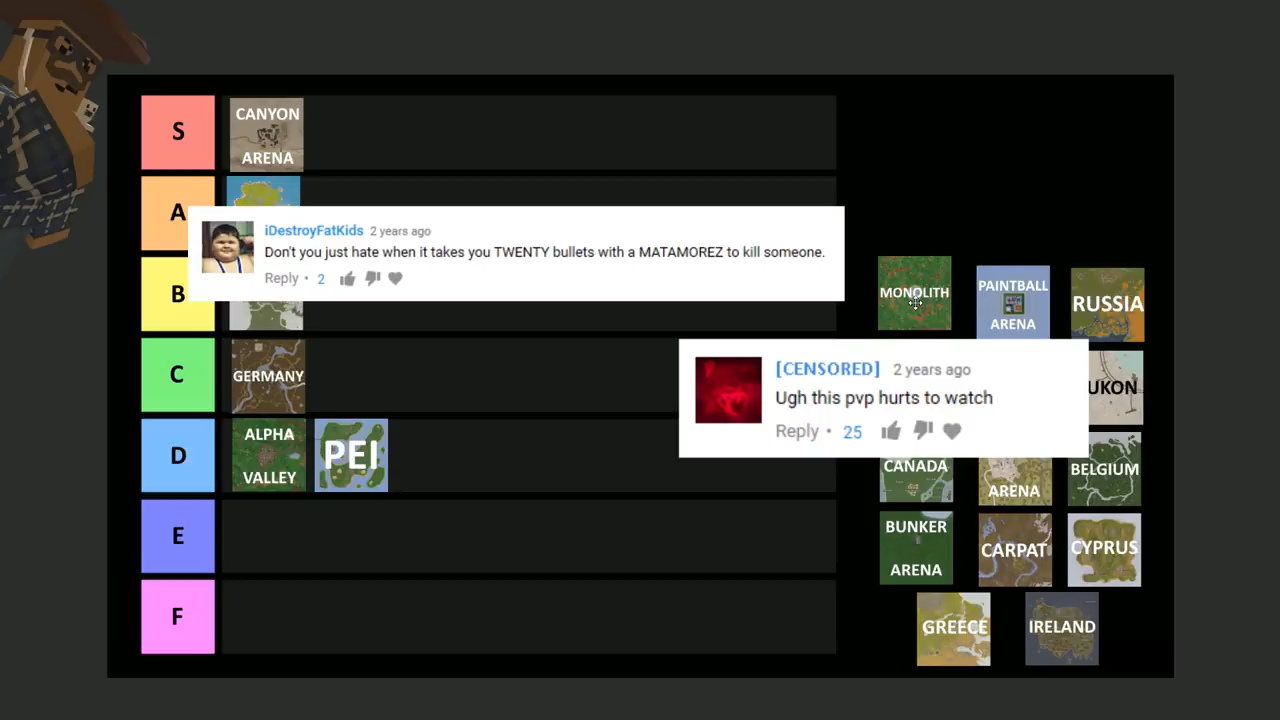 S
CANYON
ARENA
A
iDestroyFatKids 2 years ago
Don't you just hate when it takes you TWENTY bullets with a MATAMOREZ to kill someone.
Reply • 2
B
MONOLITH
PAINTBALL
ARENA
RUSSIA
C
GERMANY
[CENSORED] 2 years ago
Ugh this pvp hurts to watch
Reply • 25
UKON
D
ALPHA
VALLEY
PEI
CANADA
ARENA
BELGIUM
E
BUNKER
ARENA
CARPAT
CYPRUS
F
GREECE
IRELAND